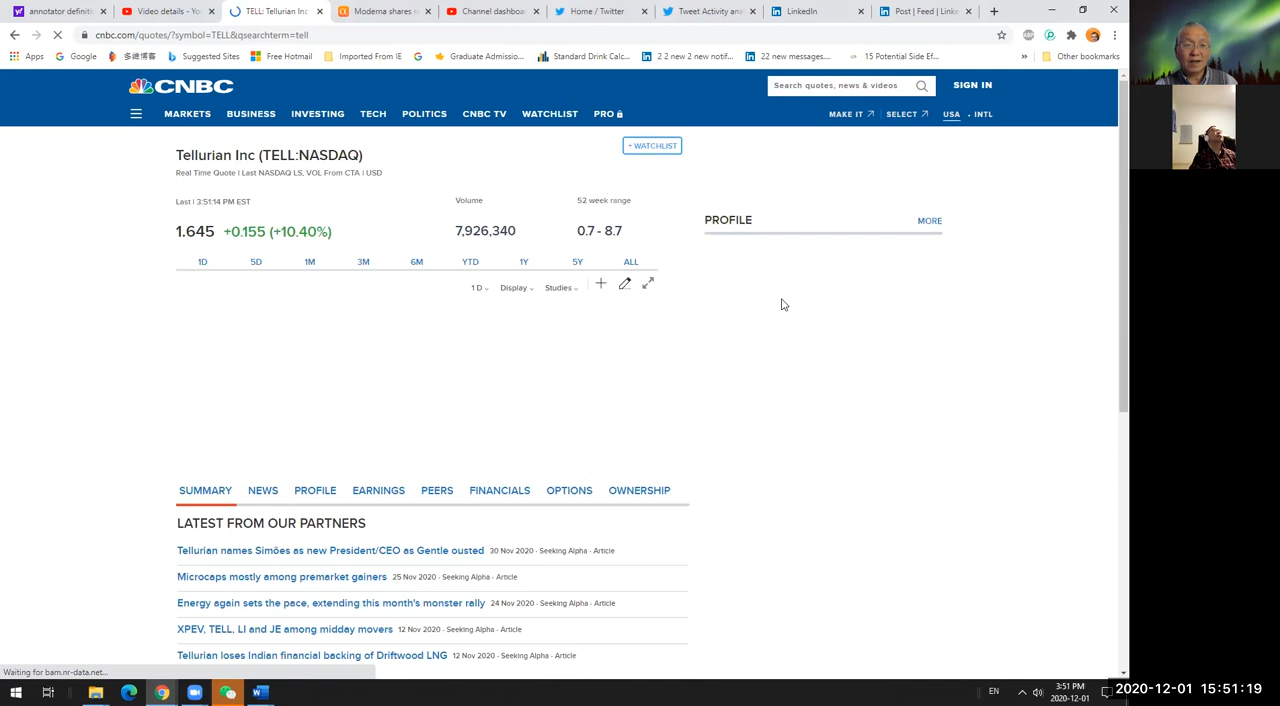 annotator definiti
Video details - Yo
TELL: Tellurian Inc
Moderna shares r
Channel dashboa
Home / Twitter
Tweet Activity an
LinkedIn
Post | Feed | Linke
cnbc.com/quotes/?symbol=TELL&qsearchterm=tell
Apps
Google
多維博客
Suggested Sites
Free Hotmail
Imported From IE
Graduate Admissio...
Standard Drink Calc...
2 2 new 2 new notif...
22 new messages....
15 Potential Side Ef...
»
Other bookmarks
CNBC
Search quotes, news & videos
SIGN IN
MARKETS BUSINESS INVESTING TECH POLITICS CNBC TV WATCHLIST PRO
MAKE IT SELECT USA • INTL
Tellurian Inc (TELL:NASDAQ)
+ WATCHLIST
Real Time Quote | Last NASDAQ LS, VOL From CTA | USD
Last | 3:51:14 PM EST Volume 52 week range
1.645 +0.155 (+10.40%) 7,926,340 0.7 - 8.7
PROFILE MORE
1D 5D 1M 3M 6M YTD 1Y 5Y ALL
1 D Display Studies
SUMMARY NEWS PROFILE EARNINGS PEERS FINANCIALS OPTIONS OWNERSHIP
LATEST FROM OUR PARTNERS
Tellurian names Simões as new President/CEO as Gentle ousted 30 Nov 2020 - Seeking Alpha - Article
Microcaps mostly among premarket gainers 25 Nov 2020 - Seeking Alpha - Article
Energy again sets the pace, extending this month's monster rally 24 Nov 2020 - Seeking Alpha - Article
XPEV, TELL, LI and JE among midday movers 12 Nov 2020 - Seeking Alpha - Article
Tellurian loses Indian financial backing of Driftwood LNG 12 Nov 2020 - Seeking Alpha - Article
Waiting for bam.nr-data.net...
EN
3:51 PM
2020-12-01
2020-12-01 15:51:19